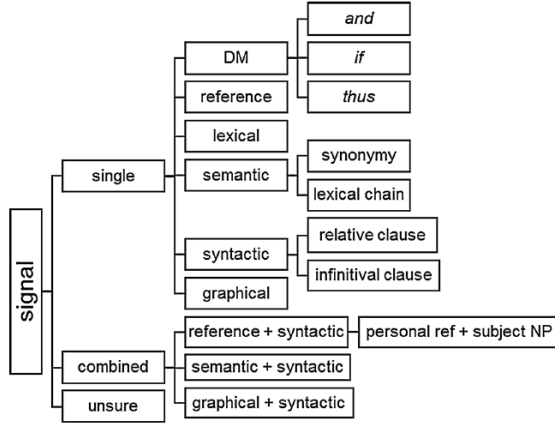 signal
single
DM
and
if
thus
reference
lexical
semantic
synonymy
lexical chain
syntactic
relative clause
infinitival clause
graphical
combined
reference + syntactic
personal ref + subject NP
semantic + syntactic
graphical + syntactic
unsure